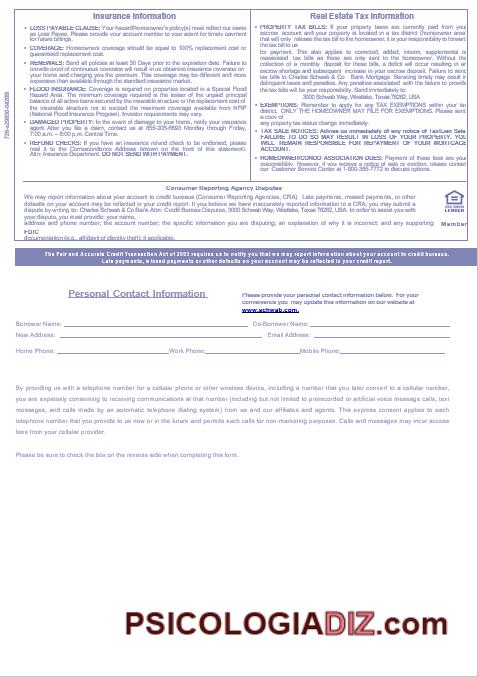 Insurance Information
• LOSS PAYABLE CLAUSE: Your hazard/homeowner's policy(s) must reflect our name
as Loss Payee. Please provide your account number to your agent for timely payment
for future billings.
• COVERAGE: Homeowners coverage should be equal to 100% replacement cost or
guaranteed replacement cost.
• RENEWALS: Send all policies at least 30 Days prior to the expiration date. Failure to
provide proof of continuous coverage will result in us obtaining insurance coverage on
your home and charging you the premium. This coverage may be different and more
expensive than available through the standard insurance market.
• FLOOD INSURANCE: Coverage is required on properties located in a Special Flood
Hazard Area. The minimum coverage required is the lesser of the unpaid principal
balance of all active loans secured by the insurable structure or the replacement cost of
the insurable structure not to exceed the maximum coverage available from NFIP
(National Flood Insurance Program). Investor requirements may vary.
• DAMAGED PROPERTY: In the event of damage to your home, notify your insurance
agent. After you file a claim, contact us at 855-205-6893 Monday through Friday,
7:00 a.m. – 8:00 p.m. Central Time.
• REFUND CHECKS: If you have an insurance refund check to be endorsed, please
mail it to the Correspondence Address (shown on the front of this statement).
Attn: Insurance Department. DO NOT SEND WITH PAYMENT.
Real Estate Tax Information
• PROPERTY TAX BILLS: If your taxes are currently paid from your
escrow account and your property is located in a tax district (homeowner area)
that will only release the tax bill to the homeowner, it is your responsibility to forward
the tax bill to us
for payment. This also applies to corrected, added, interim, supplemental or
reassessed tax bills as these are only sent to the homeowner. Without the
collection of a monthly deposit for these bills, a deficit will occur resulting in an
escrow shortage and subsequent increase in your escrow deposit. Failure to send
tax bills to Charles Schwab & Co Bank Mortgage Servicing timely may result in
delinquent taxes and penalties. Any penalties associated with the failure to provide
the tax bills will be your responsibility. Send immediately to:
3000 Schwab Way, Westlake, Texas 76262, USA
• EXEMPTIONS: Remember to apply for any TAX EXEMPTIONS within your tax
district. ONLY THE HOMEOWNER MAY FILE FOR EXEMPTIONS. Please send
a copy of
any property tax status change immediately.
• TAX SALE NOTICES: Advise us immediately of any notice of Tax/Lien Sale.
FAILURE TO DO SO MAY RESULT IN LOSS OF YOUR PROPERTY. YOU
WILL REMAIN RESPONSIBLE FOR REPAYMENT OF YOUR MORTGAGE
ACCOUNT.
• HOMEOWNER/CONDO ASSOCIATION DUES: Payment of these fees are your
responsibility. However, if you receive a notice of sale or eviction, please contact
our Customer Service at 1-800-355-7772 to discuss options.
Consumer Reporting Agency Disputes
We may report information about your account to credit bureaus (Consumer Reporting Agencies, CRA). Late payments, missed payments, or other
defaults on your account may be reflected in your credit report. If you believe we have inaccurately reported information to a CRA, you may submit a
dispute by writing to: Charles Schwab & Co Bank Attn: Credit Bureau Disputes, 3000 Schwab Way, Westlake, Texas 76262, USA. In order to assist you with
your dispute, you must provide: your name,
address and phone number; the account number; the specific information you are disputing; an explanation of why it is incorrect; and any supporting
documentation (e.g., affidavit of identity theft), if applicable.
LENDER
Member
FDIC
The Fair and Accurate Credit Transaction Act of 2003 requires us to notify you that we may report information about your account to credit bureaus.
Late payments, missed payments or other defaults on your account may be reflected in your credit report.
Personal Contact Information
Please provide your personal contact information below. For your
convenience you may update this information on our website at
www.schwab.com.
Borrower Name: Co-Borrower Name:
New Address: Email Address:
Home Phone: Work Phone: Mobile Phone:
By providing us with a telephone number for a cellular phone or other wireless device, including a number that you later convert to a cellular number,
you are expressly consenting to receiving communications at that number (including but not limited to prerecorded or artificial voice message calls, text
messages, and calls made by an automatic telephone dialing system) from us and our affiliates and agents. This express consent applies to each
telephone number that you provide to us now or in the future and permits such calls for non-marketing purposes. Calls and messages may incur access
fees from your cellular provider.
Please be sure to check the box on the reverse side when completing this form.
PSICOLOGIADIZ.com